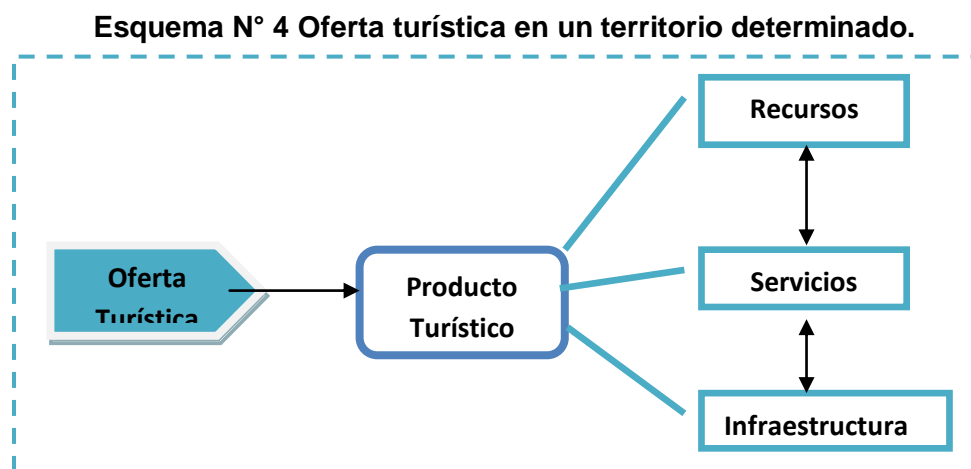 Esquema N° 4 Oferta turística en un territorio determinado.
Recursos
Oferta
Turística
Producto
Turístico
Servicios
Infraestructura